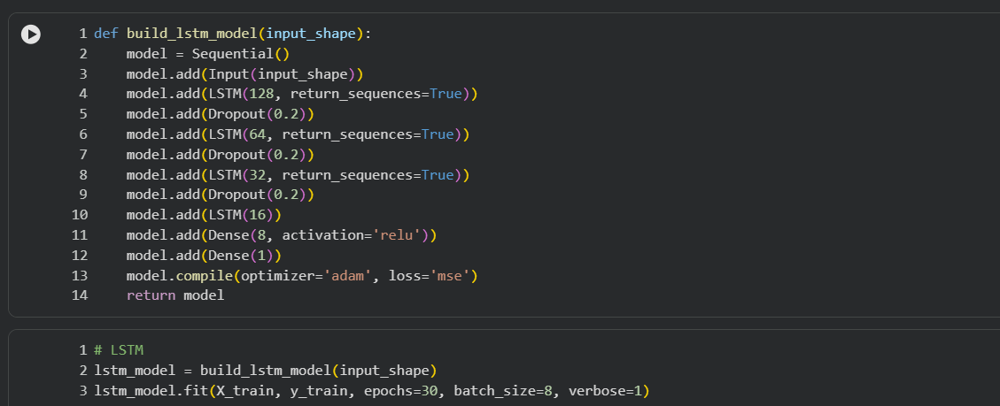 1 def build_lstm_model(input_shape):
2     model = Sequential()
3     model.add(Input(input_shape))
4     model.add(LSTM(128, return_sequences=True))
5     model.add(Dropout(0.2))
6     model.add(LSTM(64, return_sequences=True))
7     model.add(Dropout(0.2))
8     model.add(LSTM(32, return_sequences=True))
9     model.add(Dropout(0.2))
10     model.add(LSTM(16))
11     model.add(Dense(8, activation='relu'))
12     model.add(Dense(1))
13     model.compile(optimizer='adam', loss='mse')
14     return model
1 # LSTM
2 lstm_model = build_lstm_model(input_shape)
3 lstm_model.fit(X_train, y_train, epochs=30, batch_size=8, verbose=1)